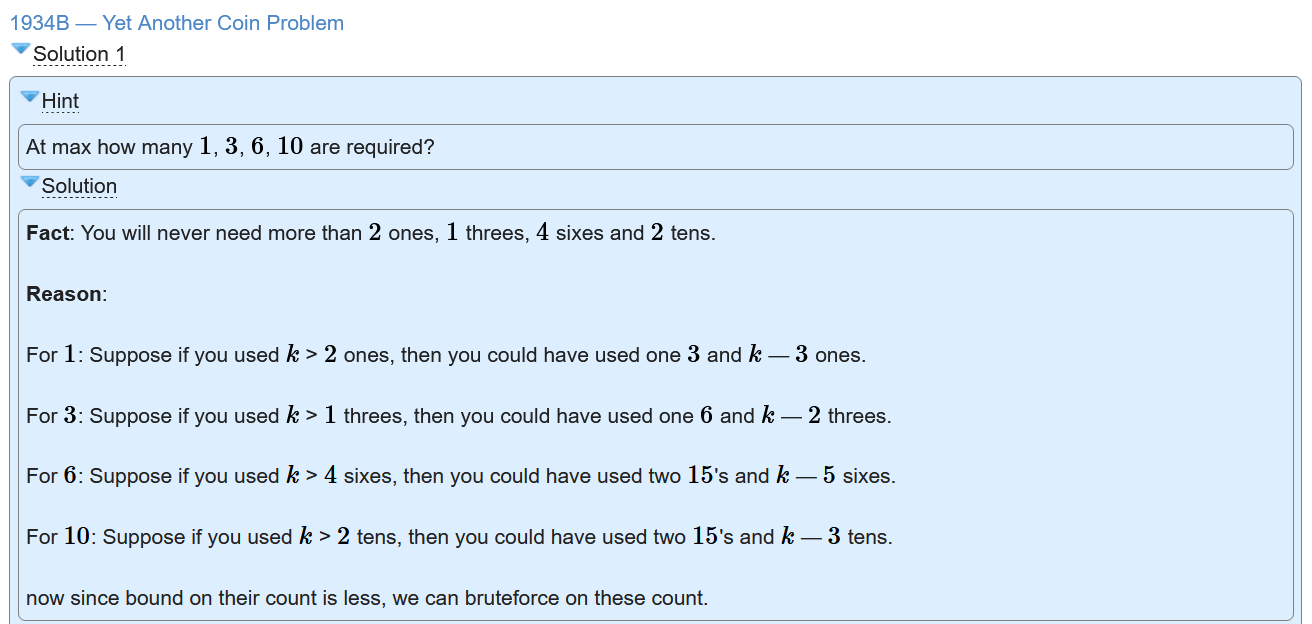 1934B — Yet Another Coin Problem
Solution 1
Hint
At max how many 1, 3, 6, 10 are required?
Solution
Fact: You will never need more than 2 ones, 1 threes, 4 sixes and 2 tens.
Reason:
For 1: Suppose if you used k > 2 ones, then you could have used one 3 and k — 3 ones.
For 3: Suppose if you used k > 1 threes, then you could have used one 6 and k — 2 threes.
For 6: Suppose if you used k > 4 sixes, then you could have used two 15's and k — 5 sixes.
For 10: Suppose if you used k > 2 tens, then you could have used two 15's and k — 3 tens.
now since bound on their count is less, we can bruteforce on these count.